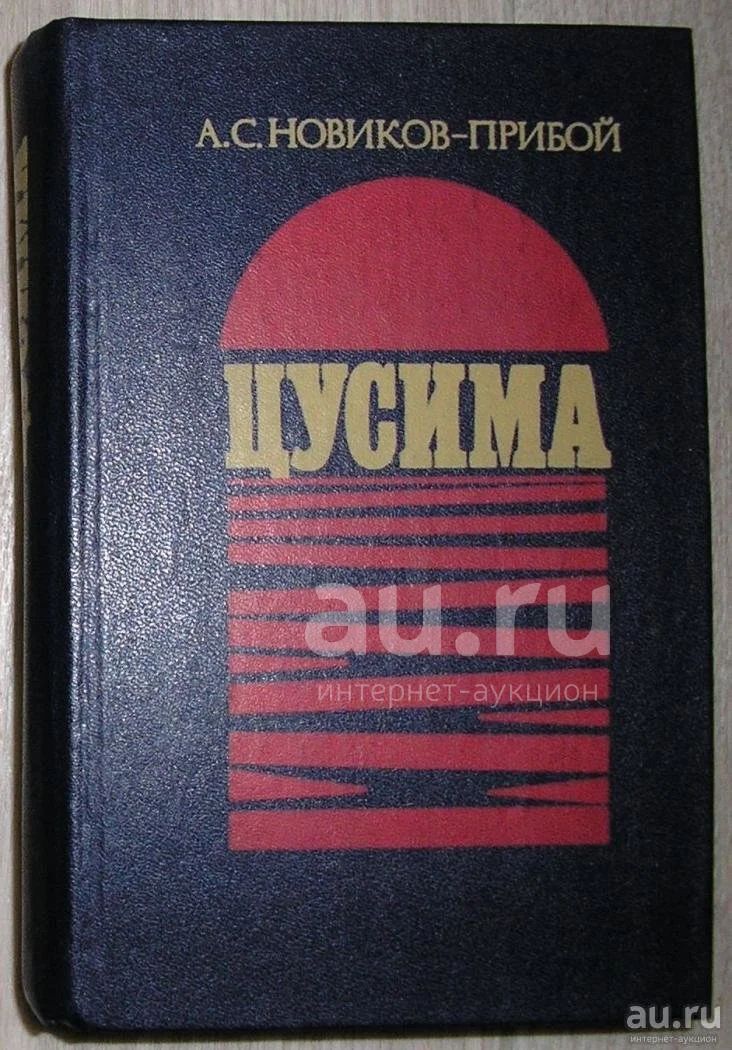 А.С.НОВИКОВ-ПРИБОЙ
ЦУСИМА
au.ru
интернет-аукцион
au.ru
интернет-аукцион